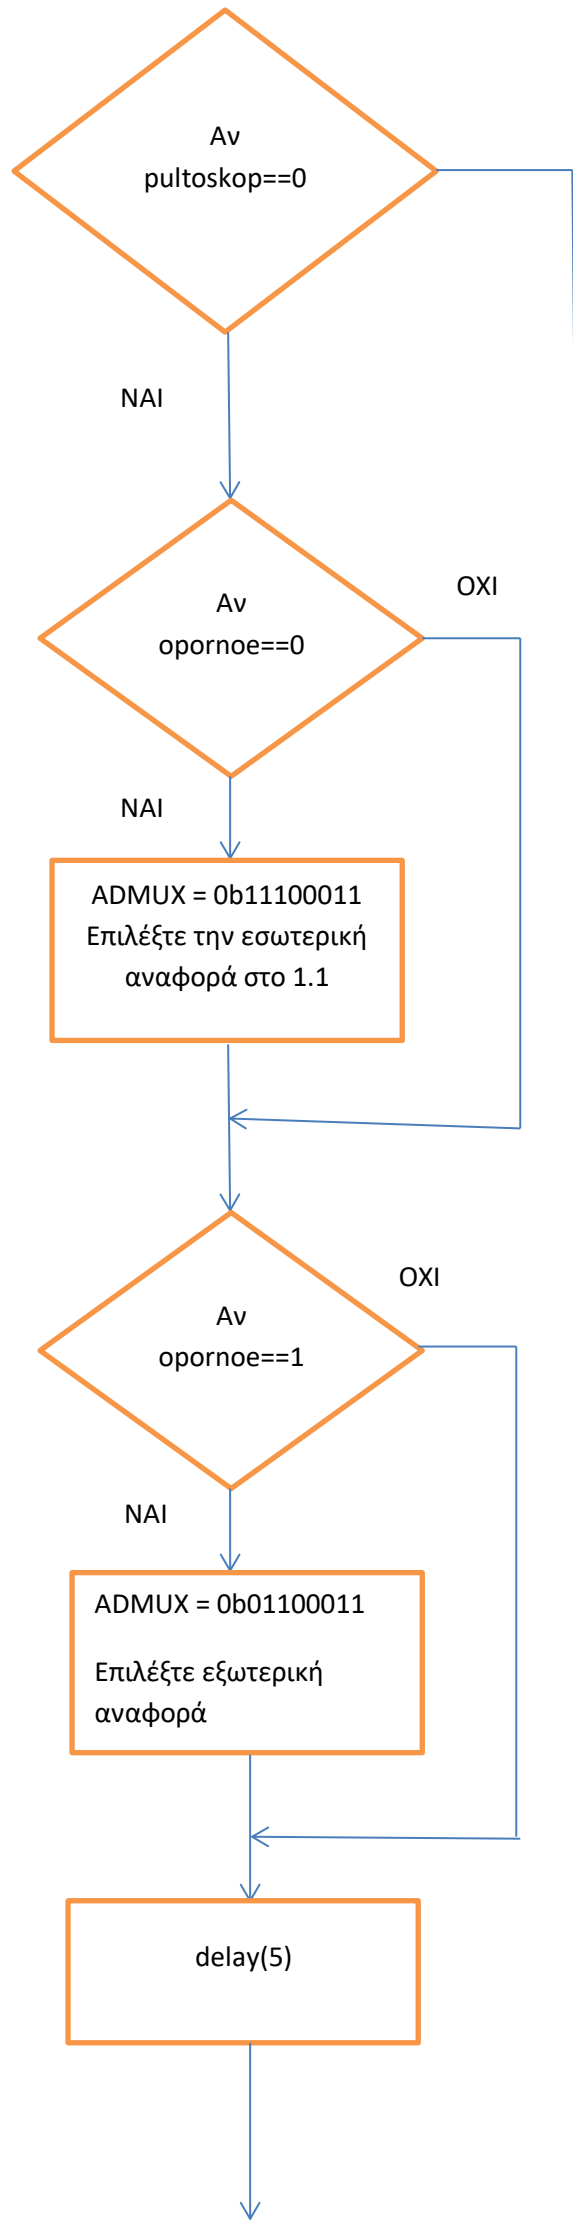 Αν
pultoskop==0
ΝΑΙ
Αν
opornoe==0
ΟΧΙ
ΝΑΙ
ADMUX = 0b11100011
Επιλέξτε την εσωτερική
αναφορά στο 1.1
Αν
opornoe==1
ΟΧΙ
ΝΑΙ
ADMUX = 0b01100011
Επιλέξτε εξωτερική
αναφορά
delay(5)